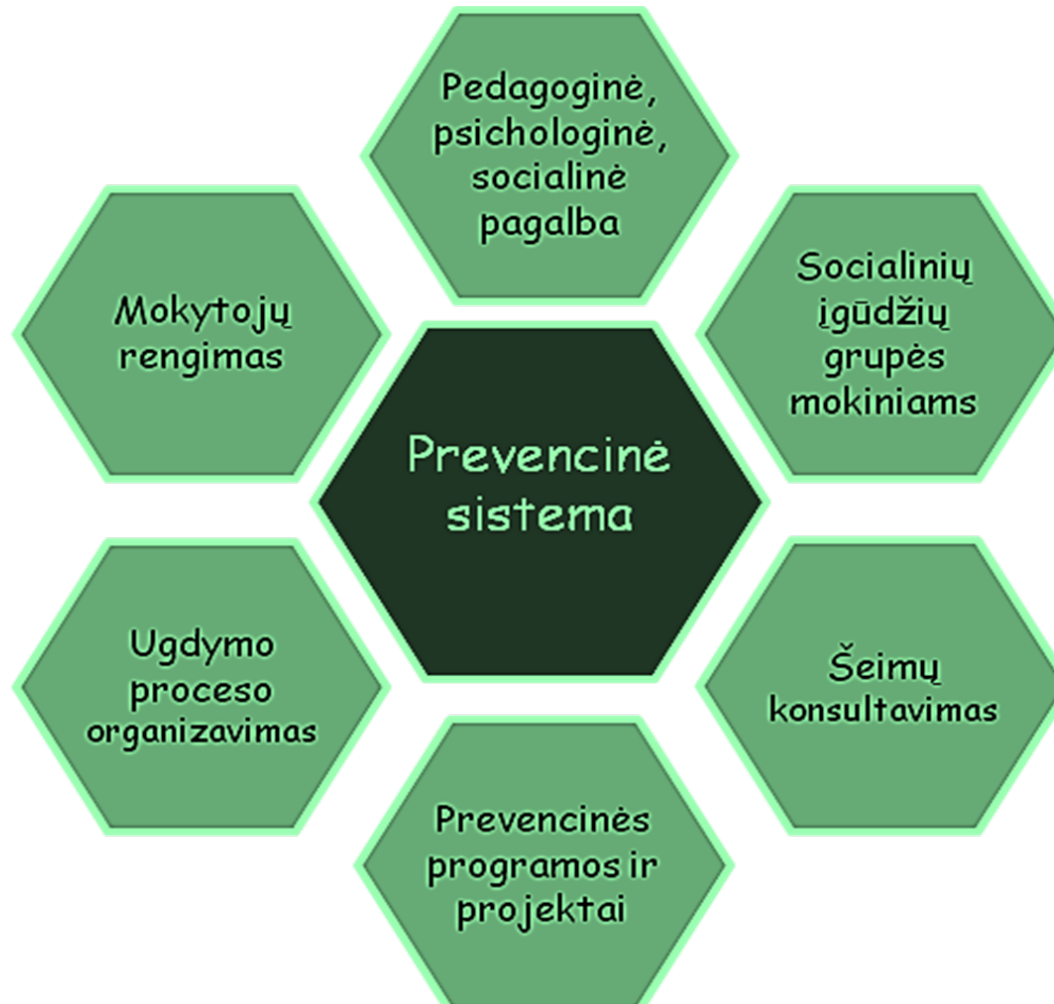 Pedagoginė,
psichologinė,
socialinė
pagalba
Mokytojų
rengimas
Socialinių
įgūdžių
grupės
mokiniams
Prevencinė
sistema
Ugdymo
proceso
organizavimas
Šeimų
konsultavimas
Prevencinės
programos ir
projektai